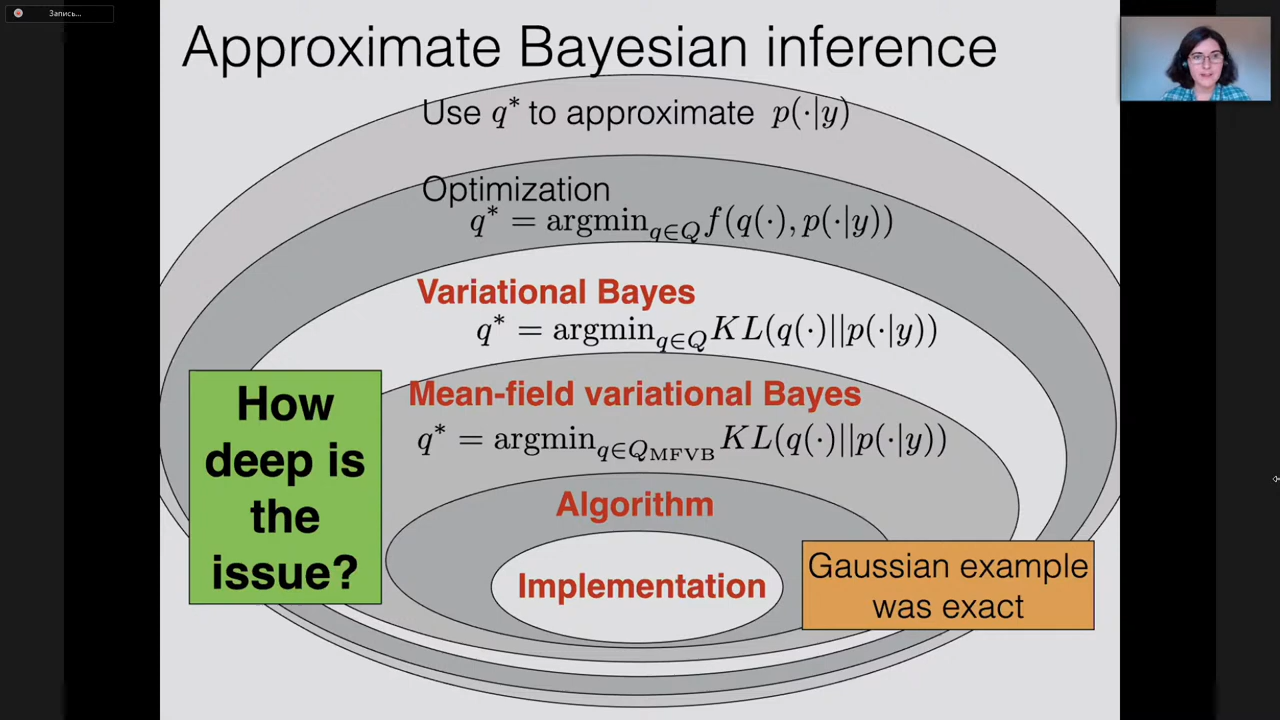 Запись...
Approximate Bayesian inference
Use q* to approximate p(·|y)
Optimization
q* = argmin_{q∈Q} f(q(·), p(·|y))
Variational Bayes
q* = argmin_{q∈Q} KL(q(·)||p(·|y))
Mean-field variational Bayes
q* = argmin_{q∈Q_MFVB} KL(q(·)||p(·|y))
How
deep is
the
issue?
Algorithm
Implementation
Gaussian example
was exact